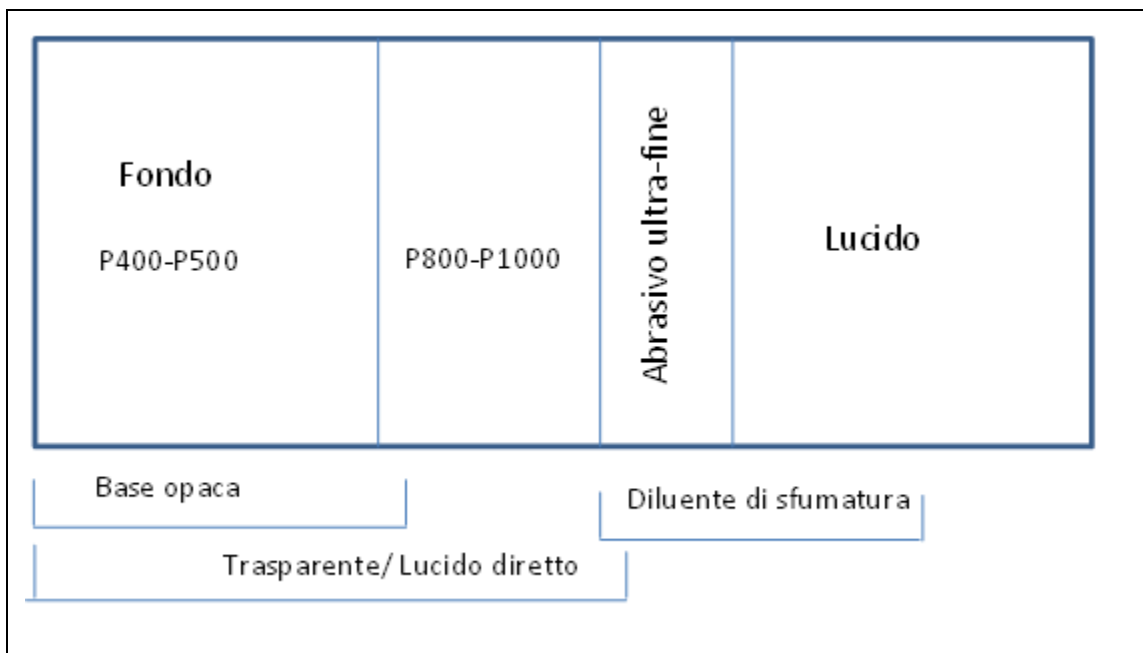 Fondo
P400-P500
P800-P1000
Abrasivo ultra-fine
Lucido
Base opaca
Diluente di sfumatura
Trasparente/ Lucido diretto